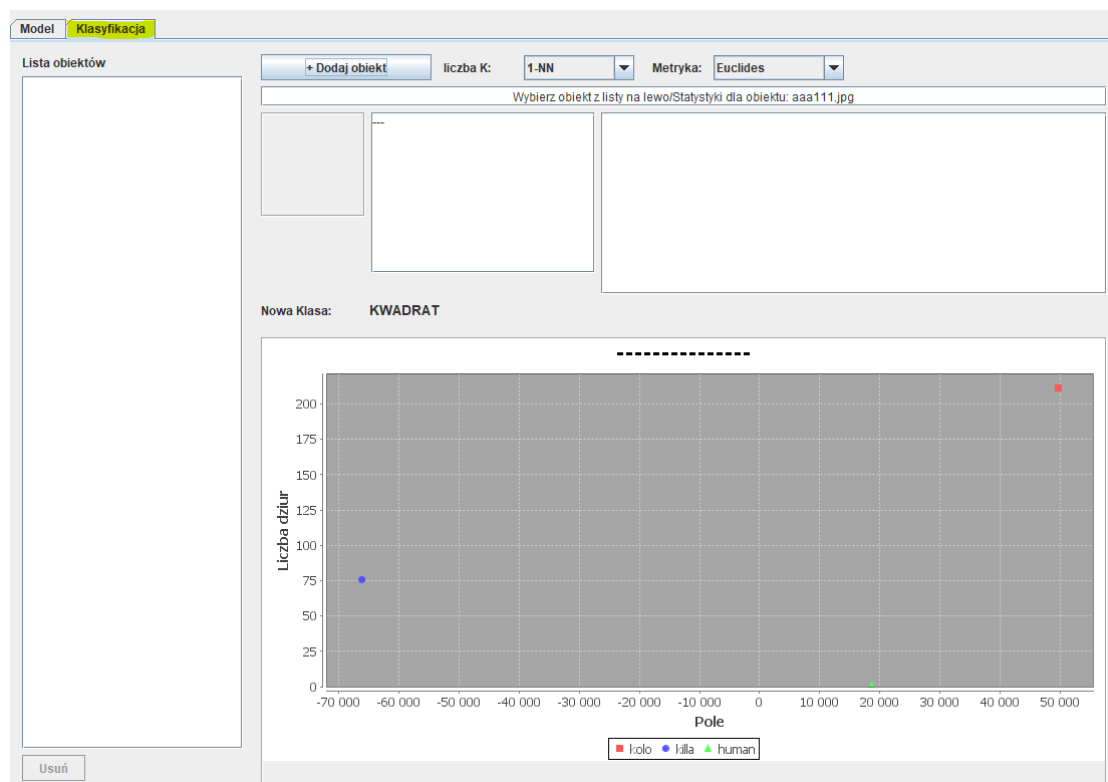 Model Klasyfikacja
Lista obiektów
+ Dodaj obiekt liczba K: 1-NN Metryka: Euclides
Wybierz obiekt z listy na lewo/Statystyki dla obiektu: aaa111.jpg
---
Nowa Klasa: KWADRAT
---------------
Liczba dziur
200
175
150
125
100
75
50
25
0
-70 000 -60 000 -50 000 -40 000 -30 000 -20 000 -10 000 0 10 000 20 000 30 000 40 000 50 000
Pole
kolo killa human
Usuń